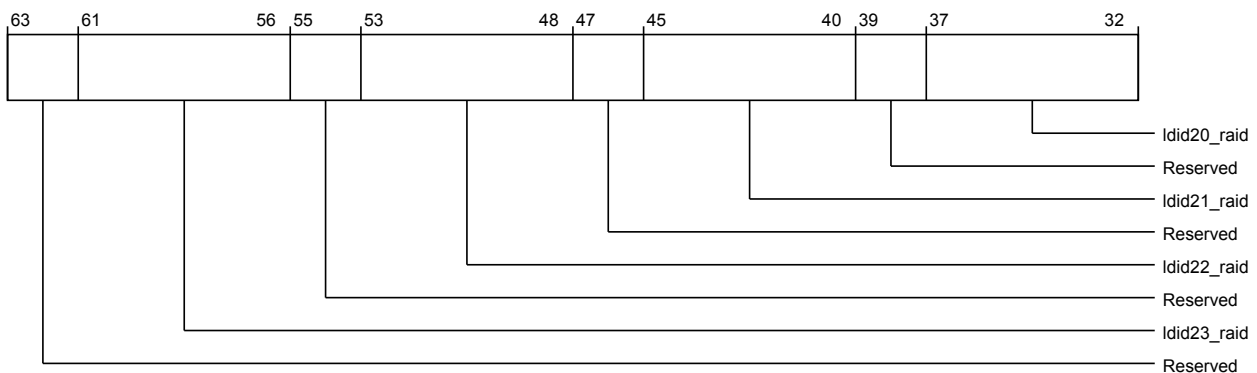 63 61 56 55 53 48 47 45 40 39 37 32
ldid20_raid
Reserved
ldid21_raid
Reserved
ldid22_raid
Reserved
ldid23_raid
Reserved